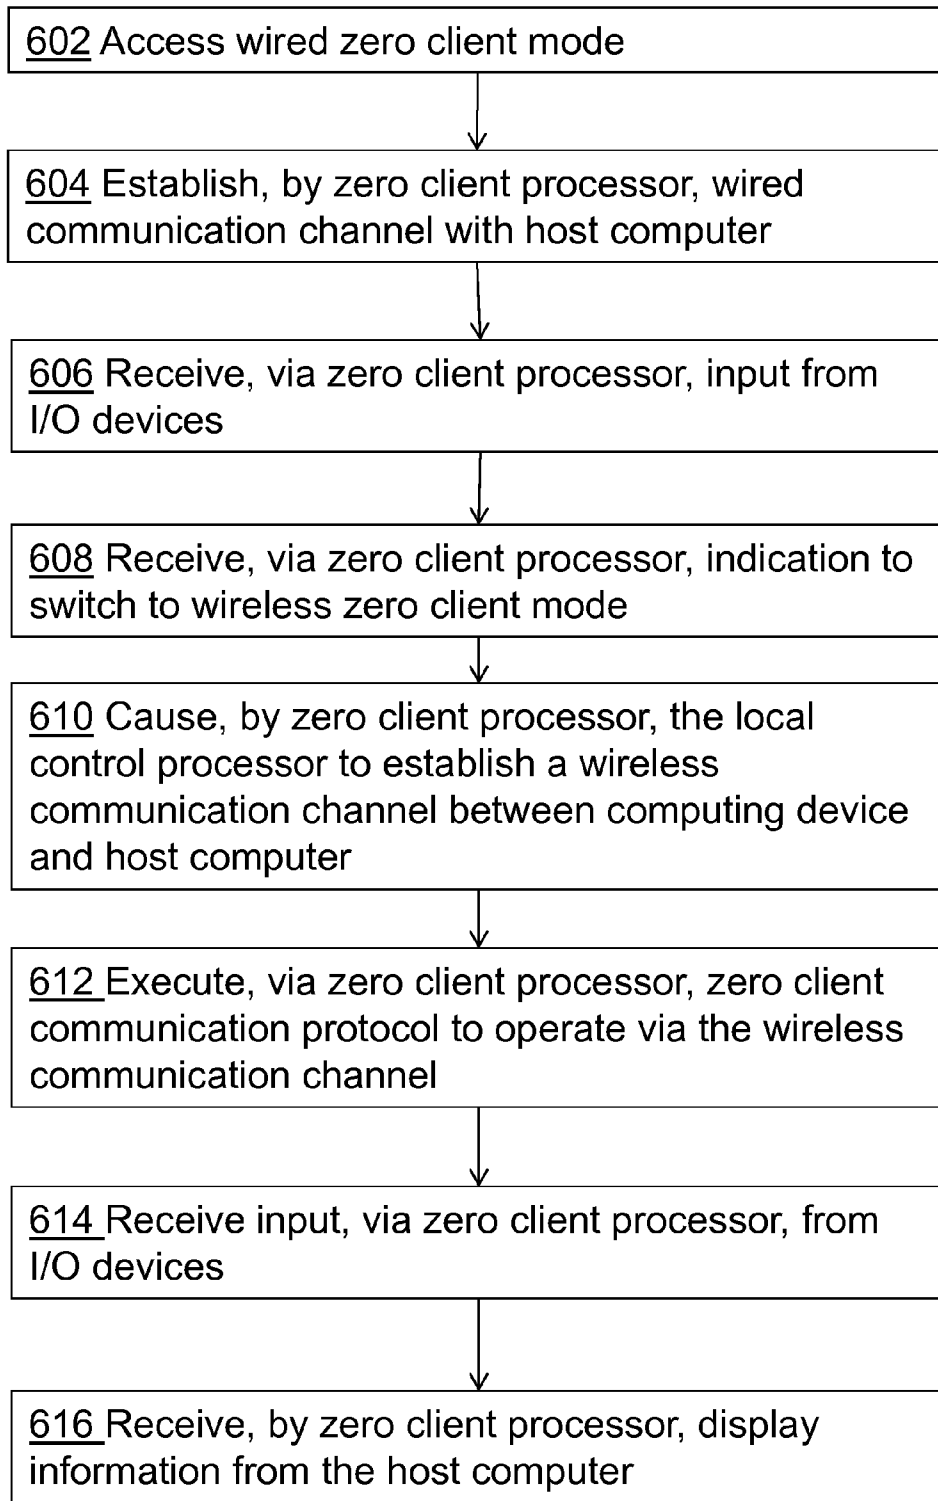 602 Access wired zero client mode
604 Establish, by zero client processor, wired
communication channel with host computer
606 Receive, via zero client processor, input from
I/O devices
608 Receive, via zero client processor, indication to
switch to wireless zero client mode
610 Cause, by zero client processor, the local
control processor to establish a wireless
communication channel between computing device
and host computer
612 Execute, via zero client processor, zero client
communication protocol to operate via the wireless
communication channel
614 Receive input, via zero client processor, from
I/O devices
616 Receive, by zero client processor, display
information from the host computer